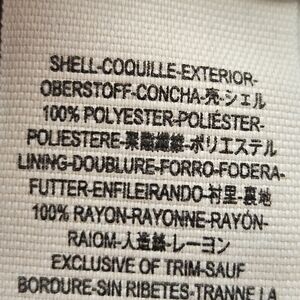 SHELL-COQUILLE-EXTERIOR-
OBERSTOFF-CONCHA-壳-シェル
100% POLYESTER-POLIÉSTER-
POLIESTERE-聚酯纖維-ポリエステル
LINING-DOUBLURE-FORRO-FODERA-
FUTTER-ENFILEIRANDO-衬里-裏地
100% RAYON-RAYONNE-RAYÓN-
RAIOM-人造絲-レーヨン
EXCLUSIVE OF TRIM-SAUF
BORDURE-SIN RIBETES-TRANNE LA